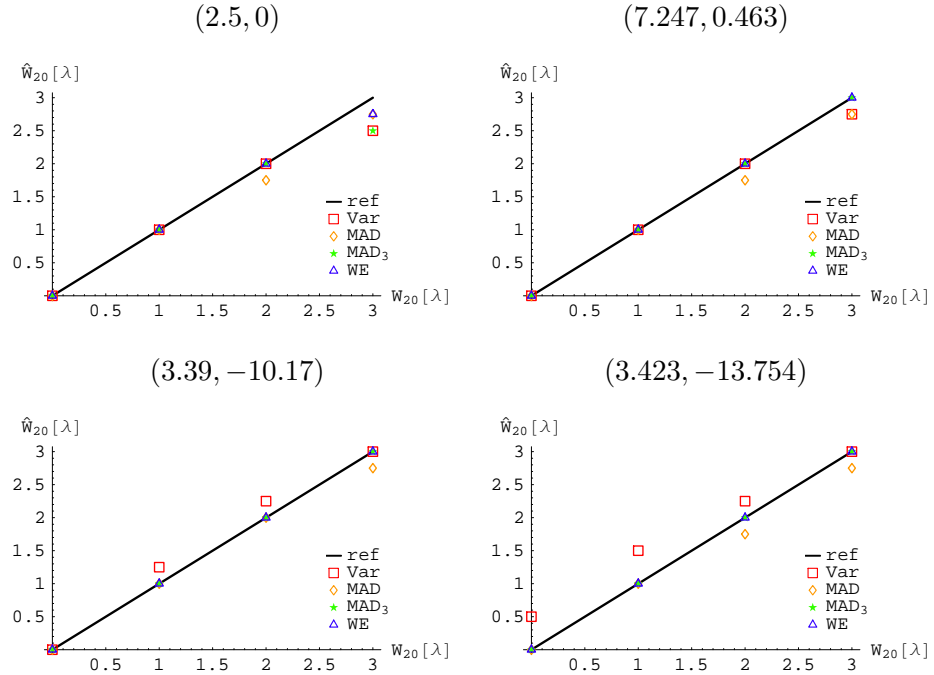 (2.5, 0)
Ŵ₂₀[λ]
3
2.5
2
1.5
1
0.5
ref
Var
MAD
MAD₃
WE
0.5 1 1.5 2 2.5 3 W₂₀[λ]
(7.247, 0.463)
Ŵ₂₀[λ]
3
2.5
2
1.5
1
0.5
ref
Var
MAD
MAD₃
WE
0.5 1 1.5 2 2.5 3 W₂₀[λ]
(3.39, −10.17)
Ŵ₂₀[λ]
3
2.5
2
1.5
1
0.5
ref
Var
MAD
MAD₃
WE
0.5 1 1.5 2 2.5 3 W₂₀[λ]
(3.423, −13.754)
Ŵ₂₀[λ]
3
2.5
2
1.5
1
0.5
ref
Var
MAD
MAD₃
WE
0.5 1 1.5 2 2.5 3 W₂₀[λ]